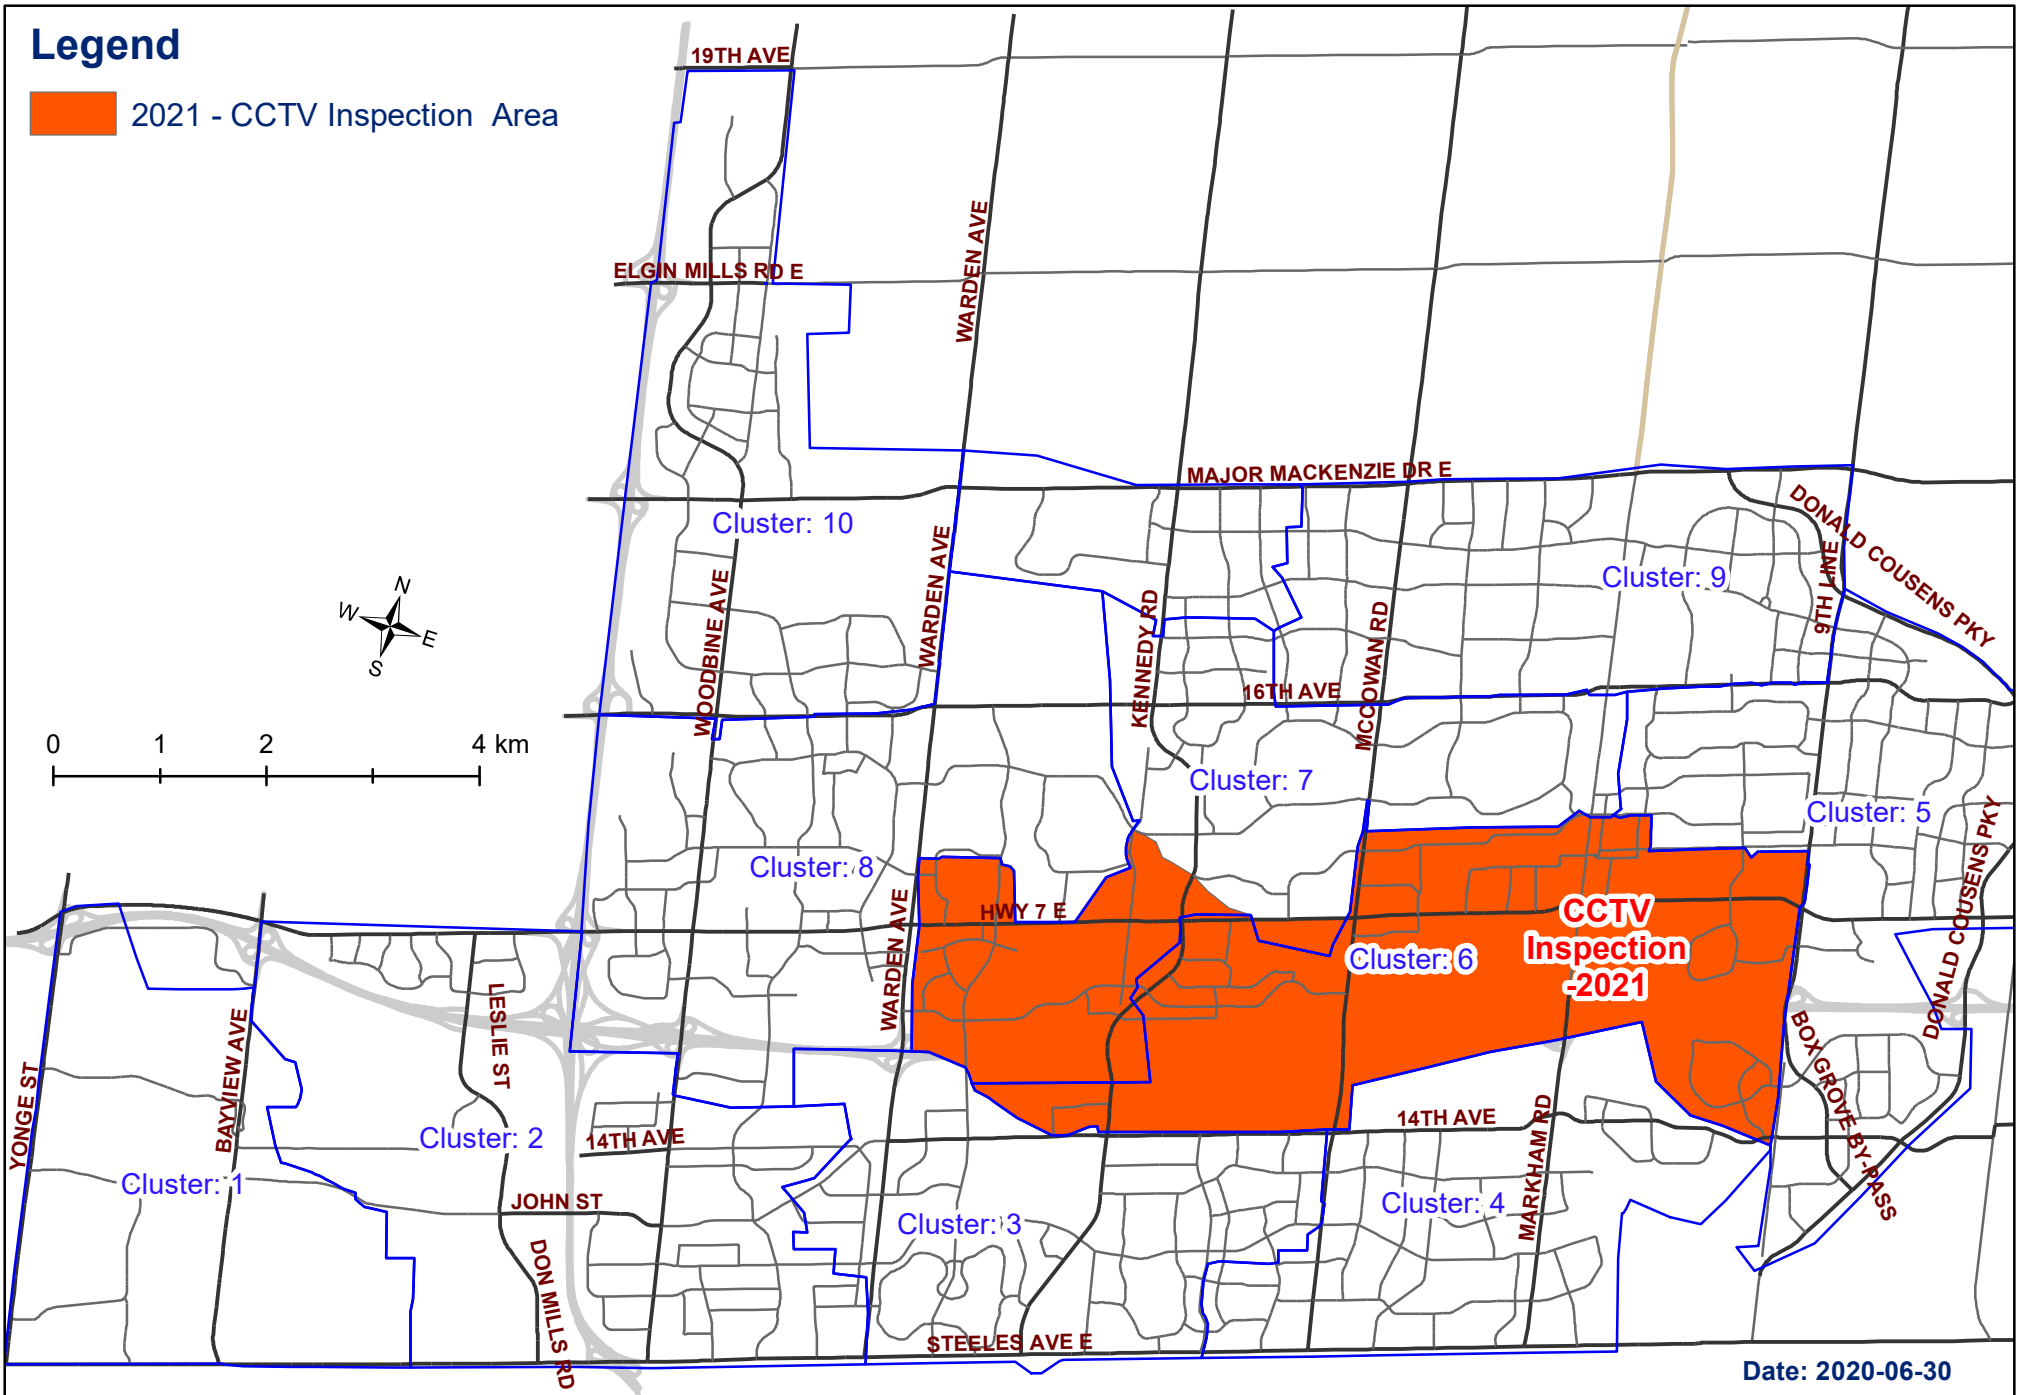 Legend
2021 - CCTV Inspection Area
19TH AVE
ELGIN MILLS RD E
WARDEN AVE
MAJOR MACKENZIE DR E
DONALD COUSENS PKY
Cluster: 10
Cluster: 9
9TH LINE
WARDEN AVE
WOODBINE AVE
KENNEDY RD
MCCOWAN RD
16TH AVE
N
W
E
S
0 1 2 4 km
Cluster: 7
Cluster: 5
DONALD COUSENS PKY
Cluster: 8
WARDEN AVE
HWY 7 E
CCTV
Inspection
-2021
Cluster: 6
LESLIE ST
BAYVIEW AVE
YONGE ST
BOXGROVE BY-PASS
MARKHAM RD
14TH AVE
14TH AVE
Cluster: 2
Cluster: 1
JOHN ST
Cluster: 3
Cluster: 4
DON MILLS RD
STEELES AVE E
Date: 2020-06-30